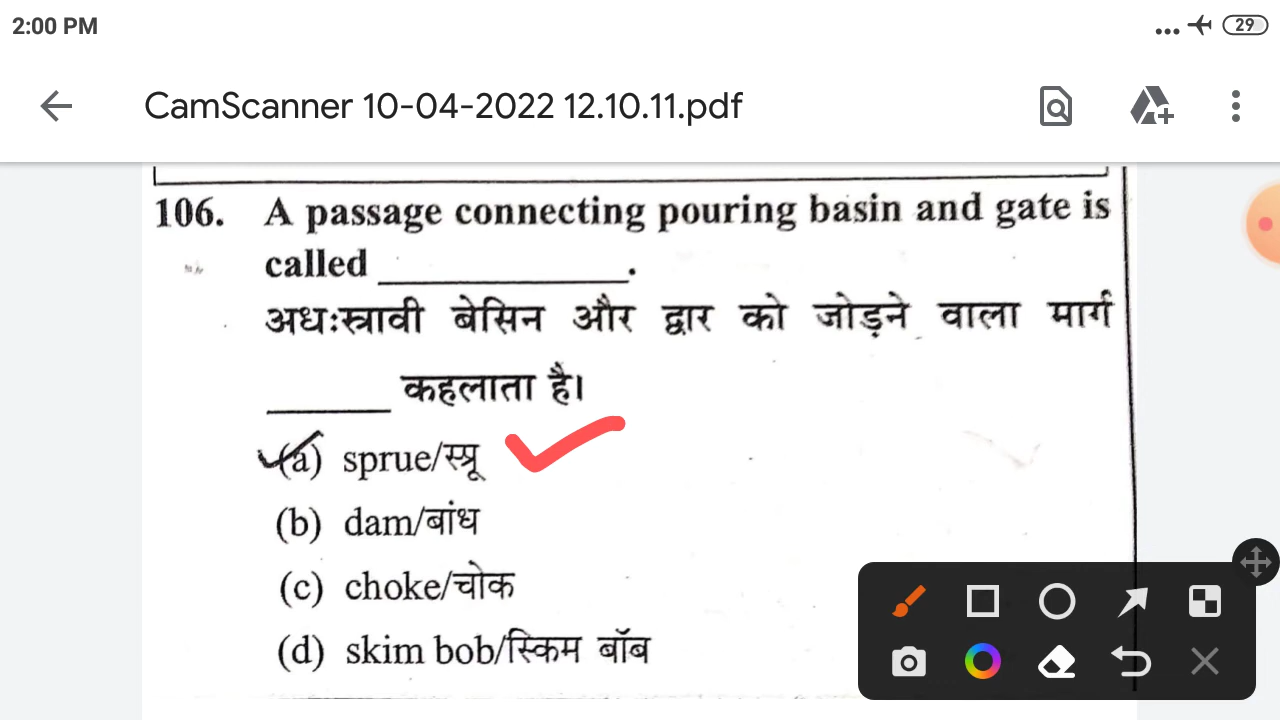 2:00 PM
29
CamScanner 10-04-2022 12.10.11.pdf
106. A passage connecting pouring basin and gate is
called ____________.
अधःस्त्रावी बेसिन और द्वार को जोड़ने वाला मार्ग
______ कहलाता है।
(a) sprue/स्प्रू
(b) dam/बांध
(c) choke/चोक
(d) skim bob/स्किम बॉब